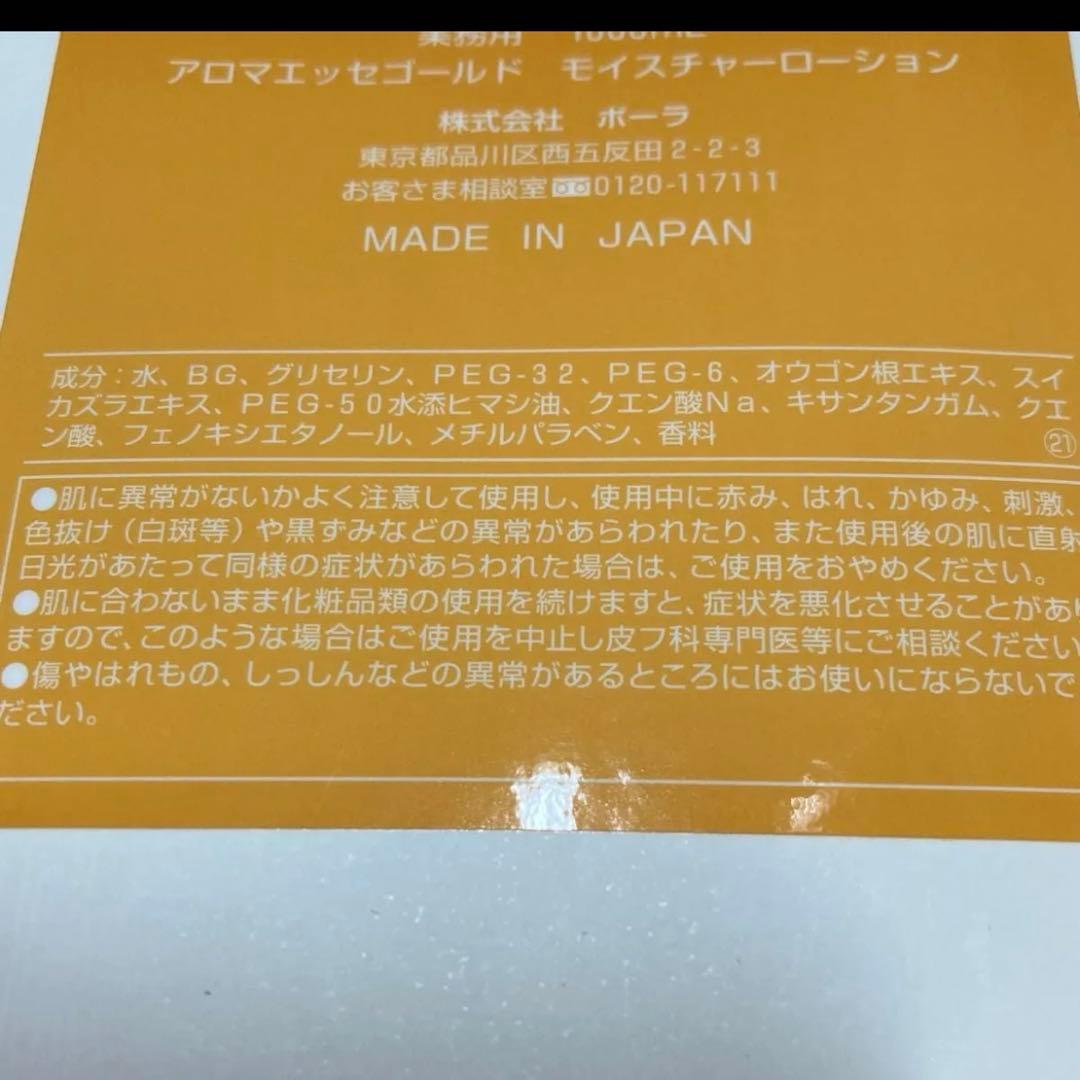 業務用 1000mL
アロマエッセゴールド モイスチャーローション
株式会社 ポーラ
東京都品川区西五反田2-2-3
お客さま相談室 0120-117111
MADE IN JAPAN
成分：水、BG、グリセリン、PEG-32、PEG-6、オウゴン根エキス、スイ
カズラエキス、PEG-50水添ヒマシ油、クエン酸Na、キサンタンガム、クエ
ン酸、フェノキシエタノール、メチルパラベン、香料
㉑
●肌に異常がないかよく注意して使用し、使用中に赤み、はれ、かゆみ、刺激、
色抜け（白斑等）や黒ずみなどの異常があらわれたり、また使用後の肌に直射
日光があたって同様の症状があらわれた場合は、ご使用をおやめください。
●肌に合わないまま化粧品類の使用を続けますと、症状を悪化させることがあり
ますので、このような場合はご使用を中止し皮フ科専門医等にご相談ください
●傷やはれもの、しっしんなどの異常があるところにはお使いにならないで
ださい。